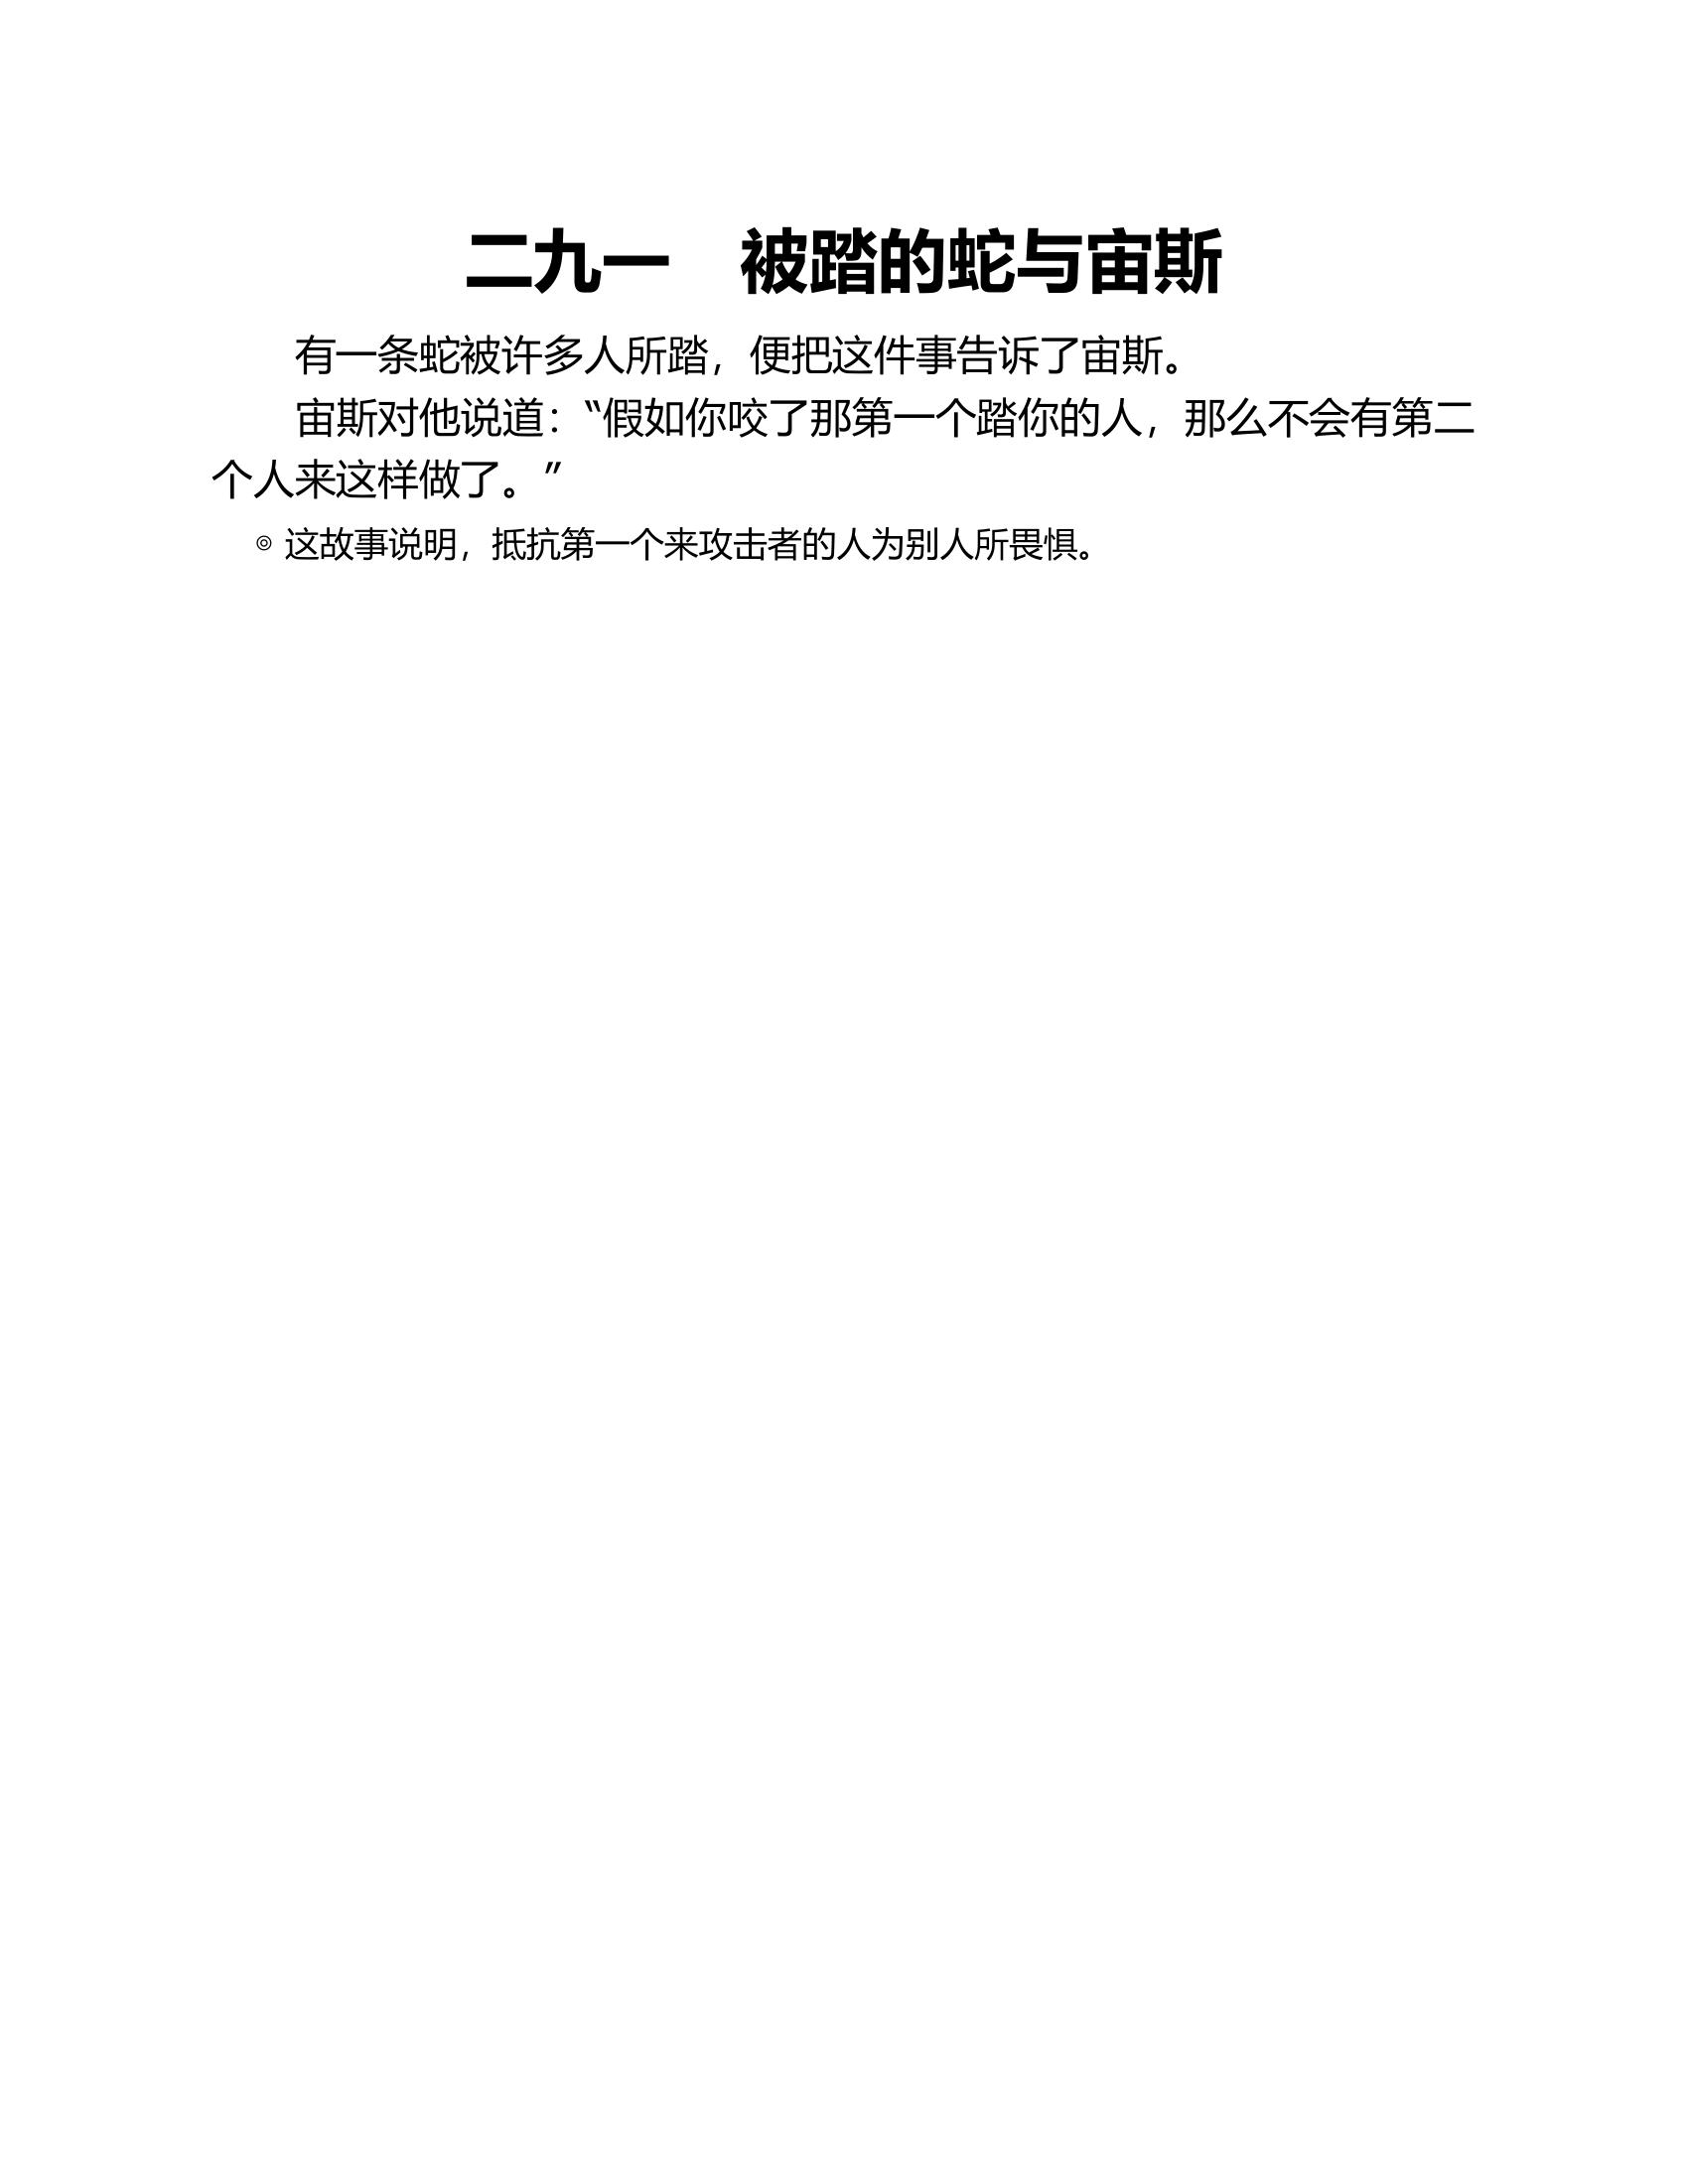 二九一　被踏的蛇与宙斯
有一条蛇被许多人所踏，便把这件事告诉了宙斯。
宙斯对他说道：“假如你咬了那第一个踏你的人，那么不会有第二
个人来这样做了。”
◎ 这故事说明，抵抗第一个来攻击者的人为别人所畏惧。